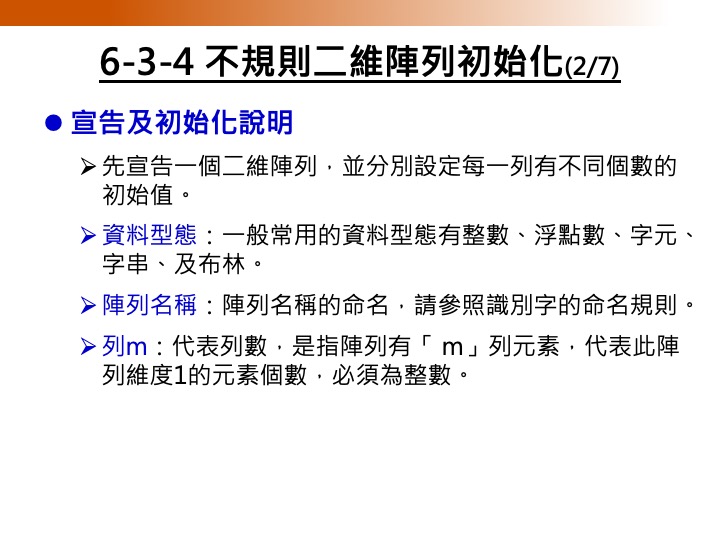 6-3-4 不規則二維陣列初始化(2/7)
宣告及初始化說明
先宣告一個二維陣列，並分別設定每一列有不同個數的
初始值。
資料型態：一般常用的資料型態有整數、浮點數、字元、
字串、及布林。
陣列名稱：陣列名稱的命名，請參照識別字的命名規則。
列m：代表列數，是指陣列有「 m」列元素，代表此陣
列維度1的元素個數，必須為整數。